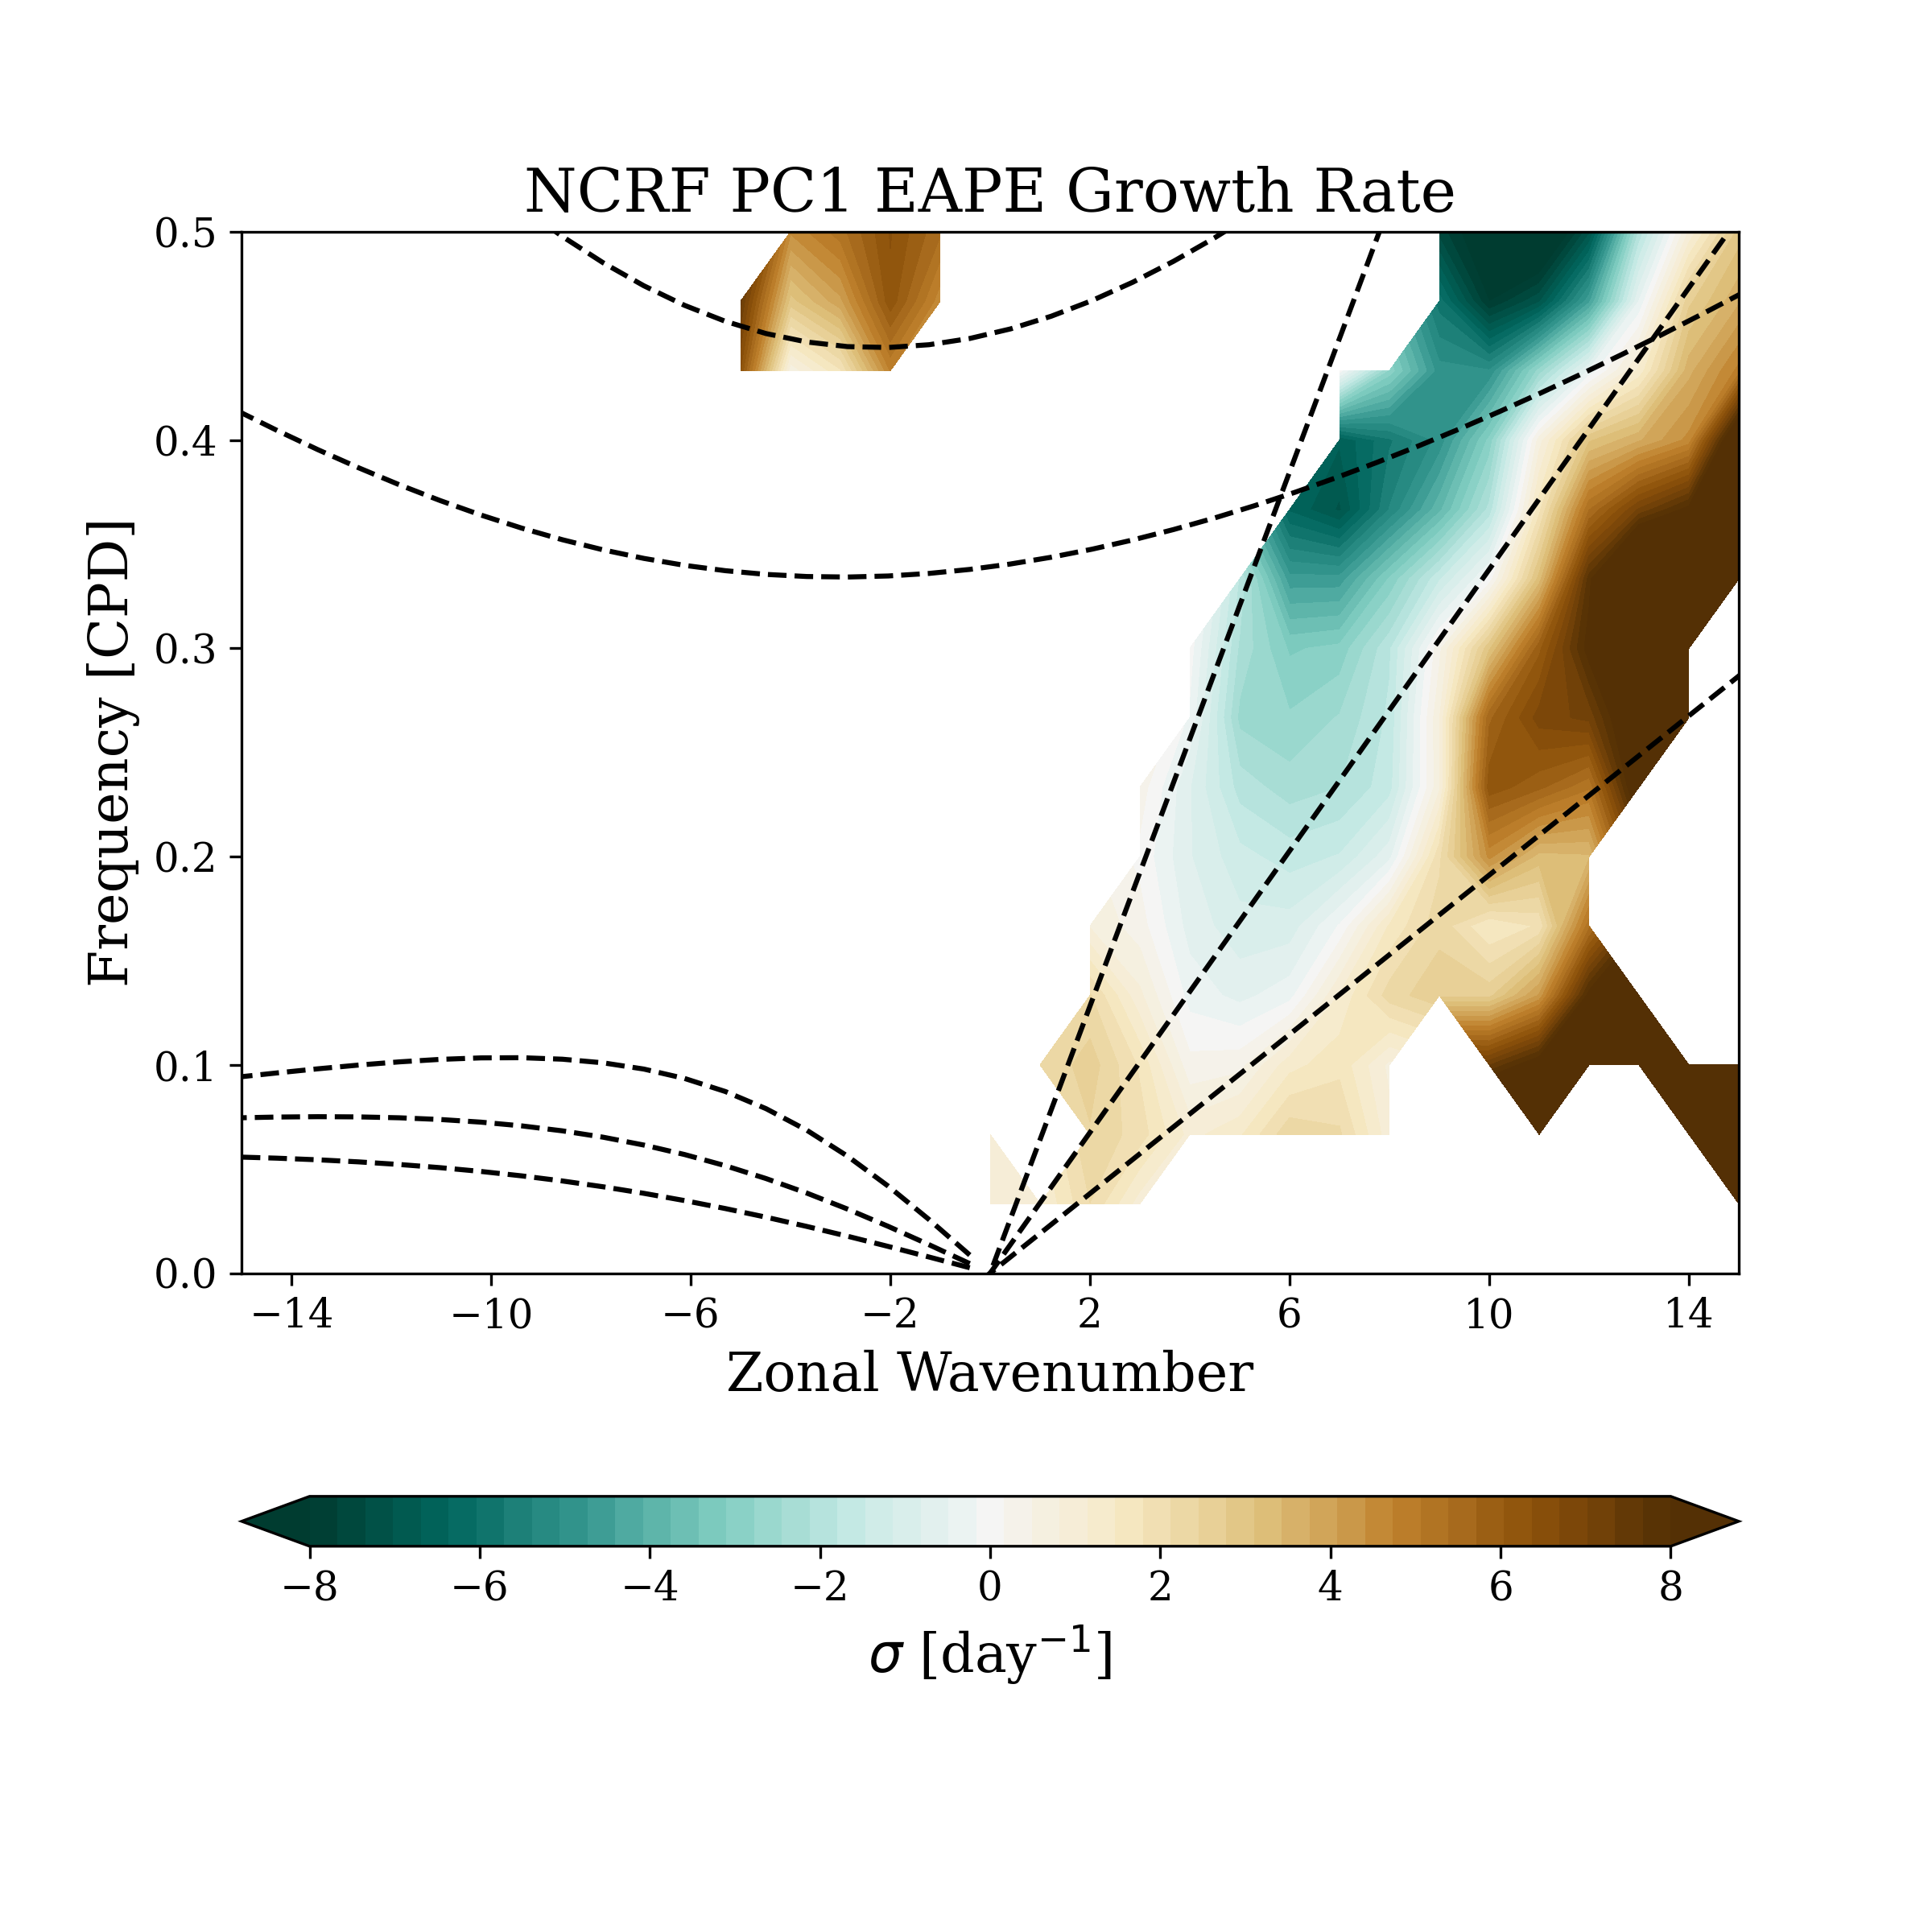 NCRF PC1 EAPE Growth Rate
0.5
0.4
0.3
0.2
0.1
0.0
Frequency [CPD]
−14 −10 −6 −2 2 6 10 14
Zonal Wavenumber
−8 −6 −4 −2 0 2 4 6 8
σ [day⁻¹]